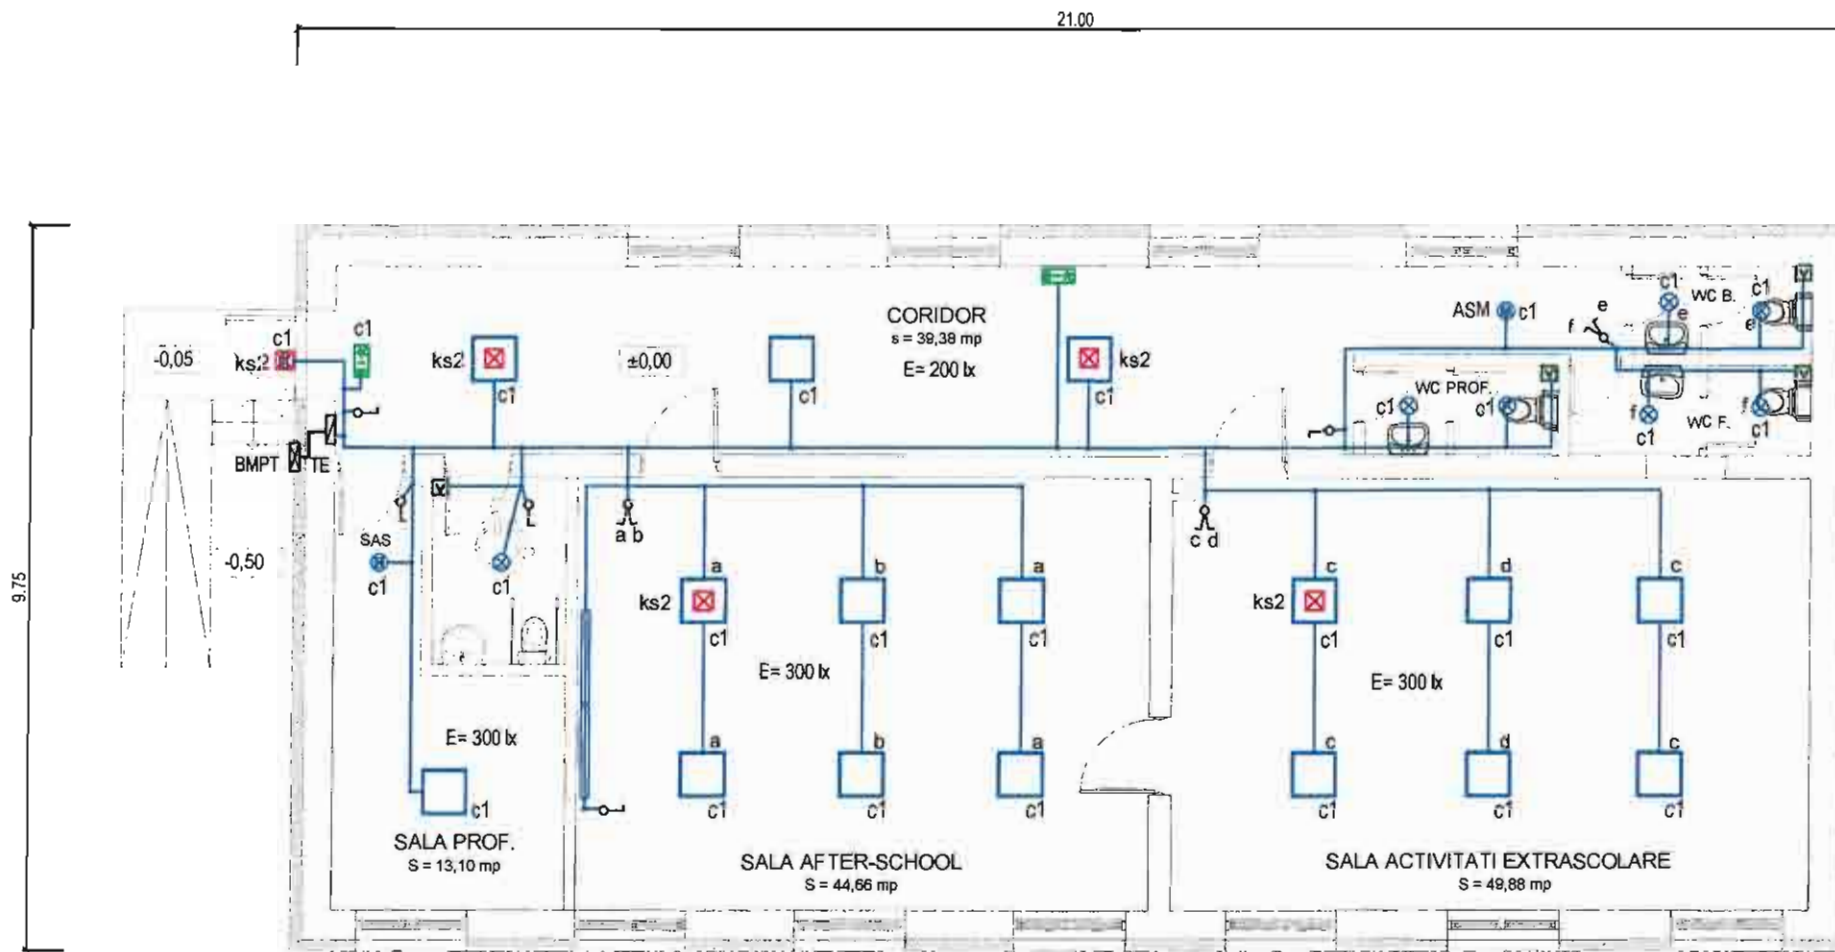 21.00
9.75
CORIDOR
s = 39,38 mp
E= 200 lx
-0,05
c1
ks2
c1
ks2
c1
±0,00
c1
ks2
c1
ASM
c1
f
e
c1
e
WC B.
c1
e
WC PROF.
c1
c1
f
c1
WC F.
f
c1
BMPT
TE
-0,50
SAS
c1
c1
a b
c d
a
ks2
c1
b
c1
a
c1
E= 300 lx
a
c1
b
c1
a
c1
c
ks2
c1
d
c1
c
c1
E= 300 lx
c
c1
d
c1
c
c1
E= 300 lx
c1
SALA PROF.
S = 13,10 mp
SALA AFTER-SCHOOL
S = 44,66 mp
SALA ACTIVITATI EXTRASCOLARE
S = 49,88 mp